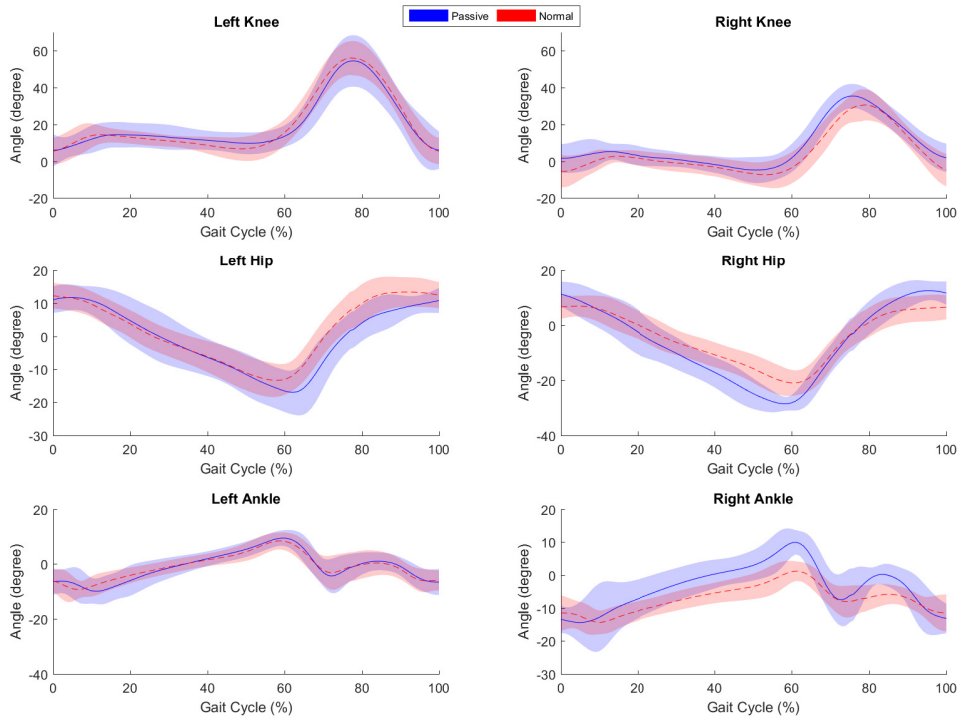 Passive Normal
Left Knee
Angle (degree)
60
40
20
0
-20
0 20 40 60 80 100
Gait Cycle (%)
Right Knee
Angle (degree)
60
40
20
0
-20
0 20 40 60 80 100
Gait Cycle (%)
Left Hip
Angle (degree)
20
10
0
-10
-20
-30
0 20 40 60 80 100
Gait Cycle (%)
Right Hip
Angle (degree)
20
0
-20
-40
0 20 40 60 80 100
Gait Cycle (%)
Left Ankle
Angle (degree)
20
0
-20
-40
0 20 40 60 80 100
Gait Cycle (%)
Right Ankle
Angle (degree)
20
10
0
-10
-20
-30
0 20 40 60 80 100
Gait Cycle (%)